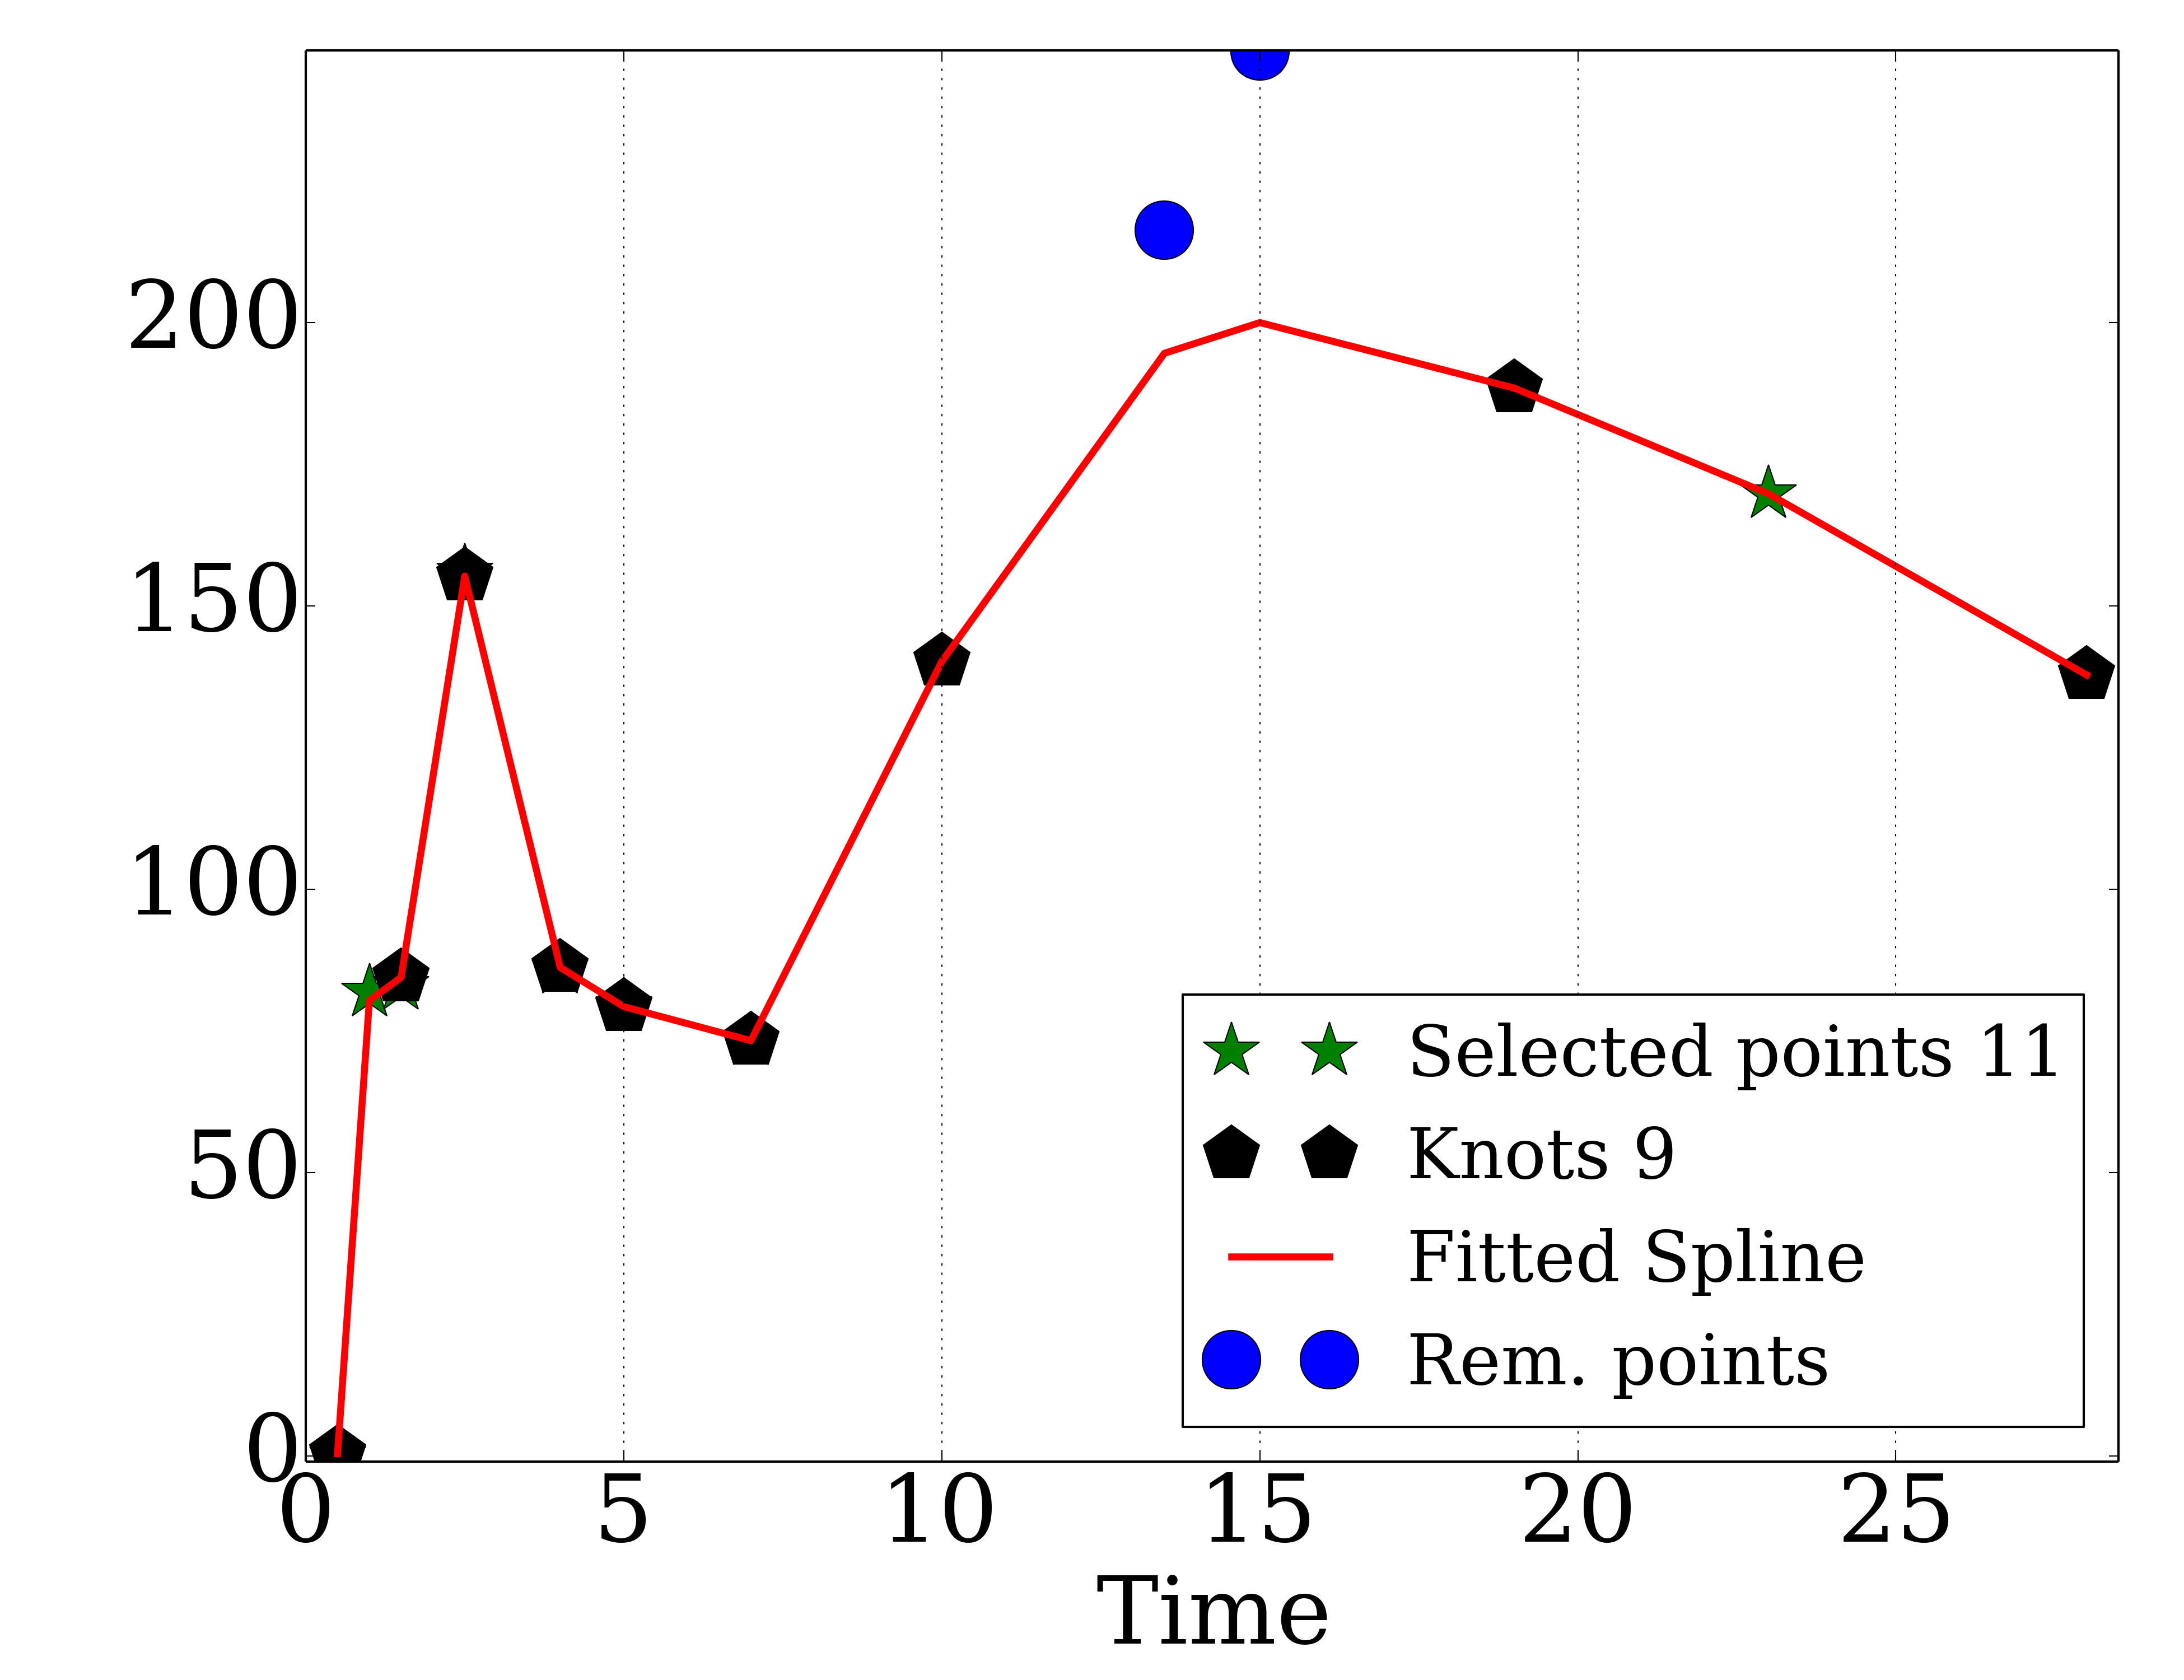 200
150
100
50
0
0 5 10 15 20 25
Time
Selected points 11
Knots 9
Fitted Spline
Rem. points